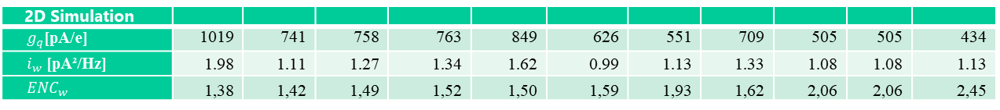 2D Simulation
g_q[pA/e] 1019 741 758 763 849 626 551 709 505 505 434
i_w [pA²/Hz] 1.98 1.11 1.27 1.34 1.62 0.99 1.13 1.33 1.08 1.08 1.13
ENC_w 1,38 1,42 1,49 1,52 1,50 1,59 1,93 1,62 2,06 2,06 2,45